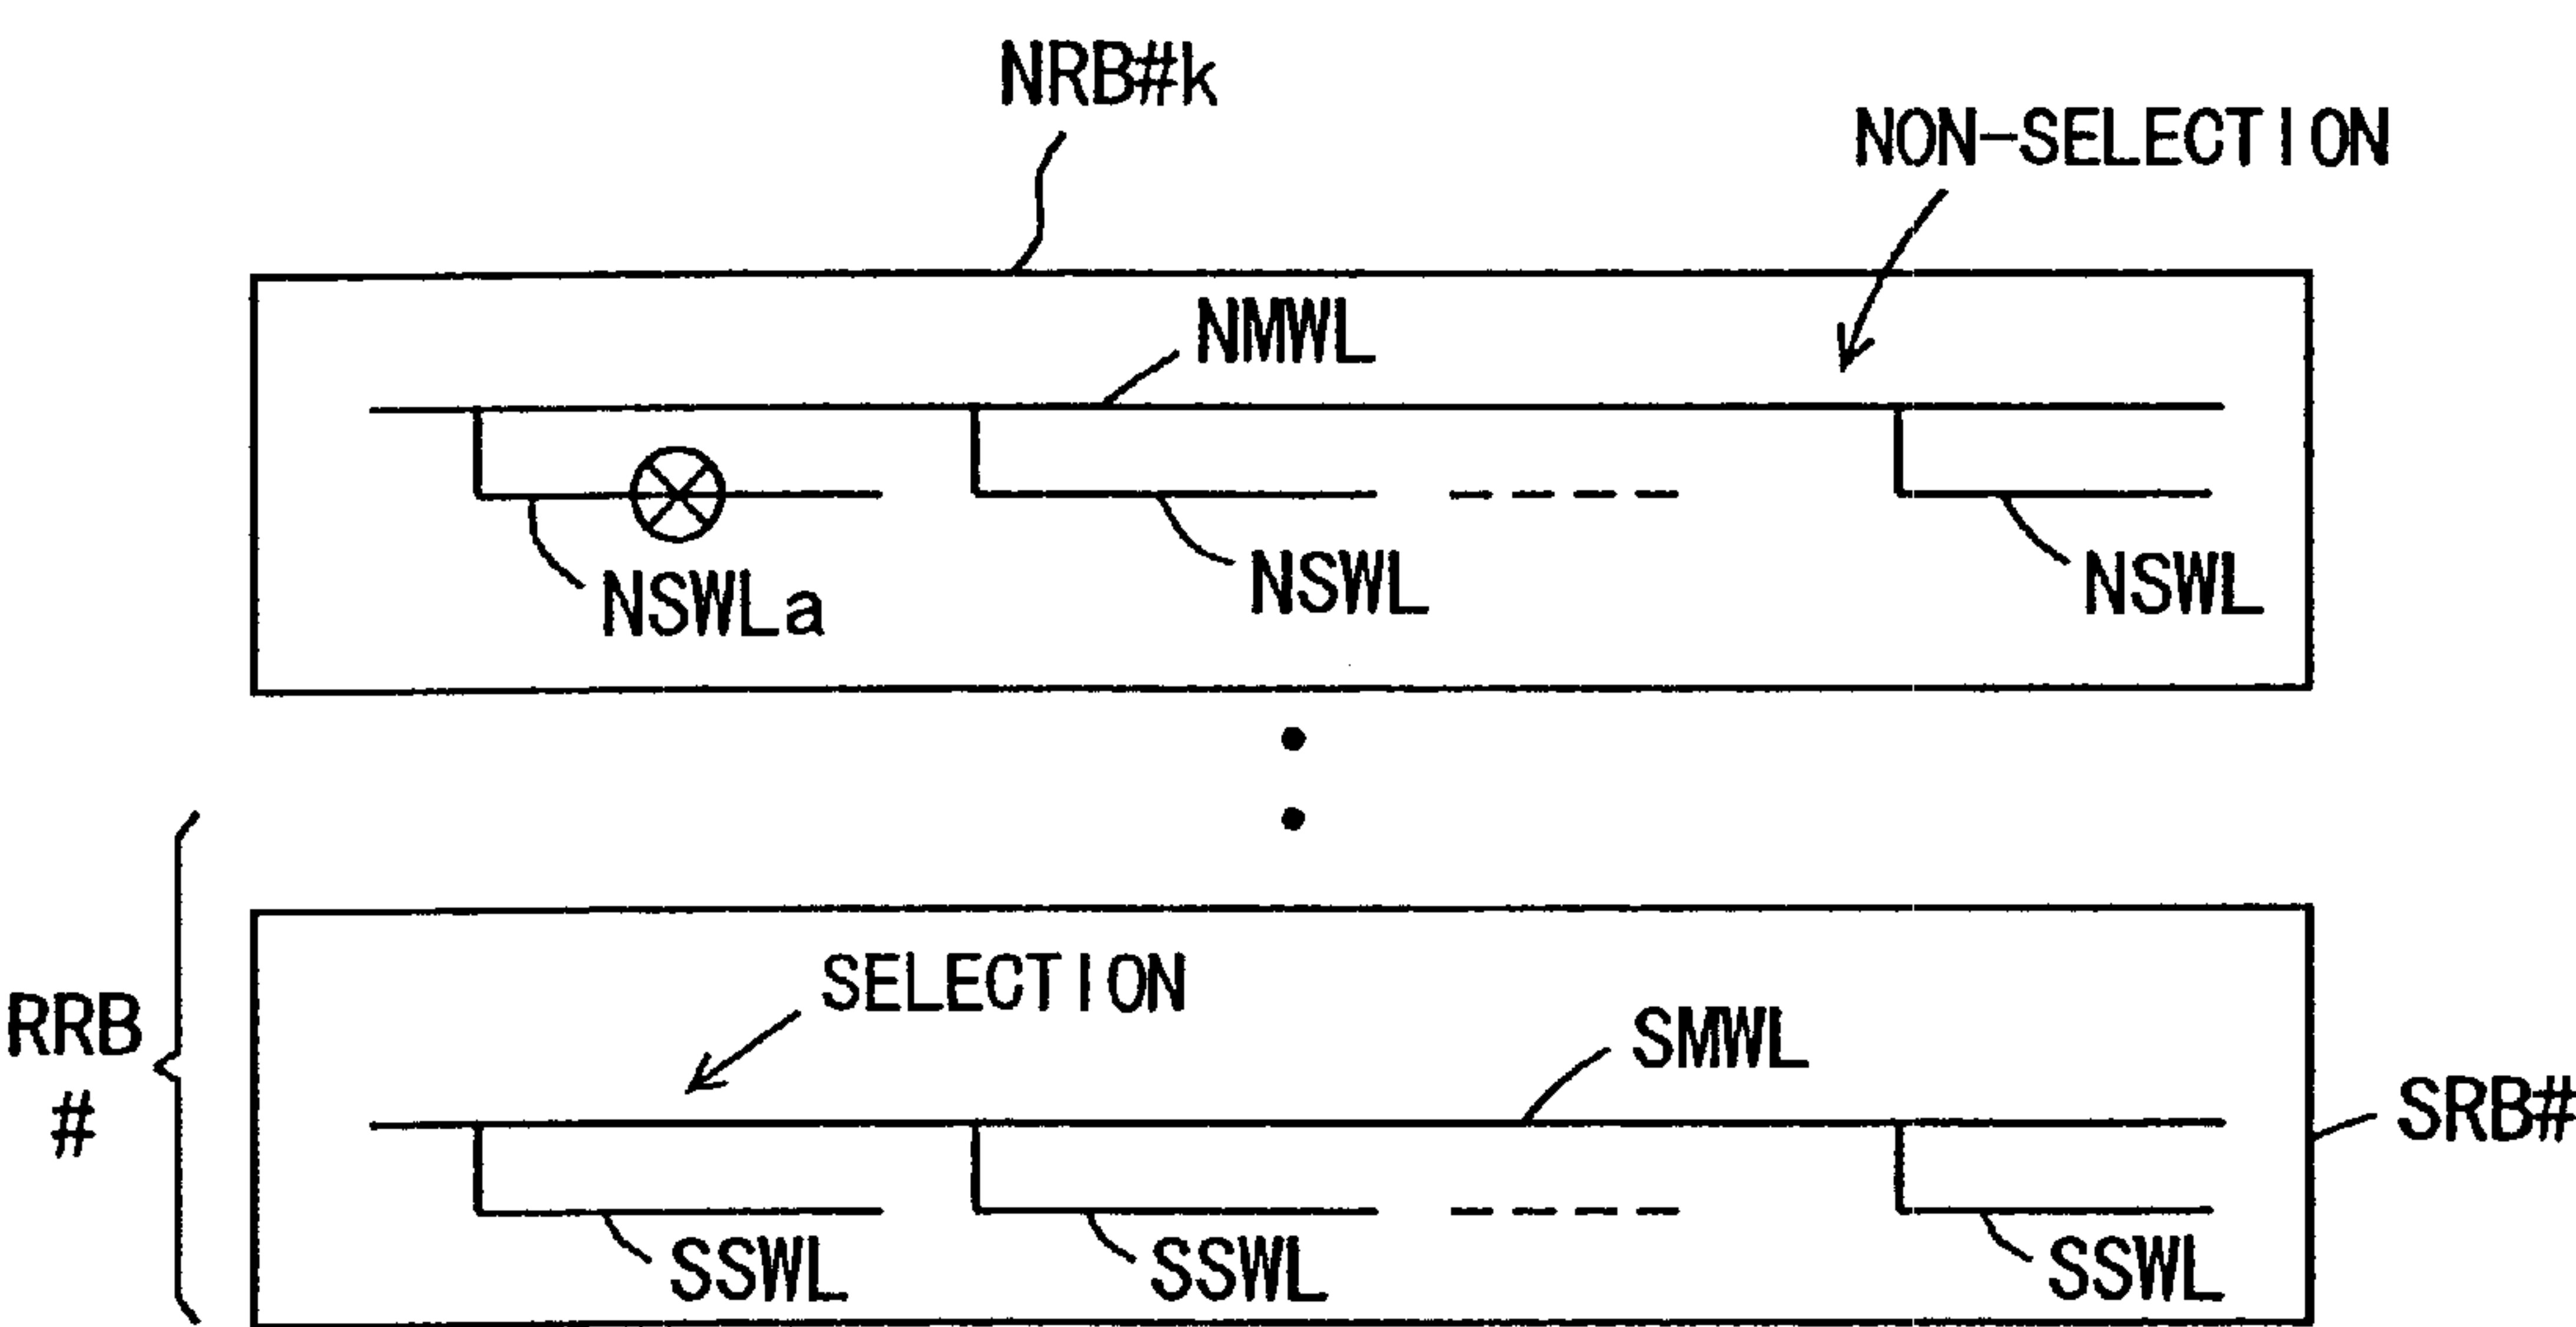 NRB#k
NON-SELECTION
NMWL
NSWLa
NSWL
NSWL
SELECTION
SMWL
RRB
#
SRB#
SSWL
SSWL
SSWL